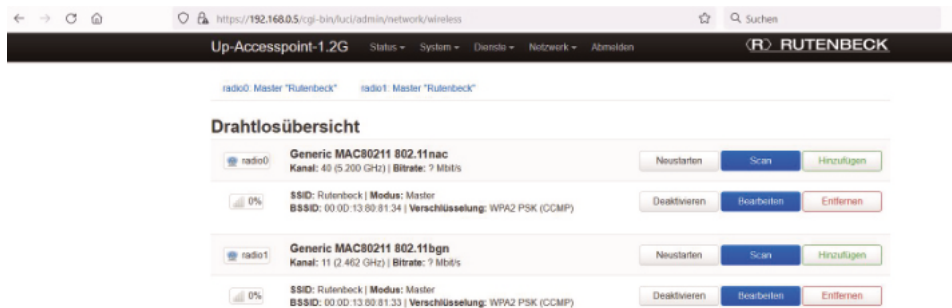 https://192.168.0.5/cgi-bin/luci/admin/network/wireless
Suchen
Up-Accesspoint-1.2G Status System Dienste Netzwerk Abmelden (R) RUTENBECK
radio0: Master "Rutenbeck" radio1: Master "Rutenbeck"
Drahtlosübersicht
radio0 Generic MAC80211 802.11nac
Kanal: 40 (5.200 GHz) | Bitrate: ? Mbit/s
Neustarten Scan Hinzufügen
0% SSID: Rutenbeck | Modus: Master
BSSID: 00:0D:13:80:81:34 | Verschlüsselung: WPA2 PSK (CCMP)
Deaktivieren Bearbeiten Entfernen
radio1 Generic MAC80211 802.11bgn
Kanal: 11 (2.462 GHz) | Bitrate: ? Mbit/s
Neustarten Scan Hinzufügen
0% SSID: Rutenbeck | Modus: Master
BSSID: 00:0D:13:80:81:33 | Verschlüsselung: WPA2 PSK (CCMP)
Deaktivieren Bearbeiten Entfernen